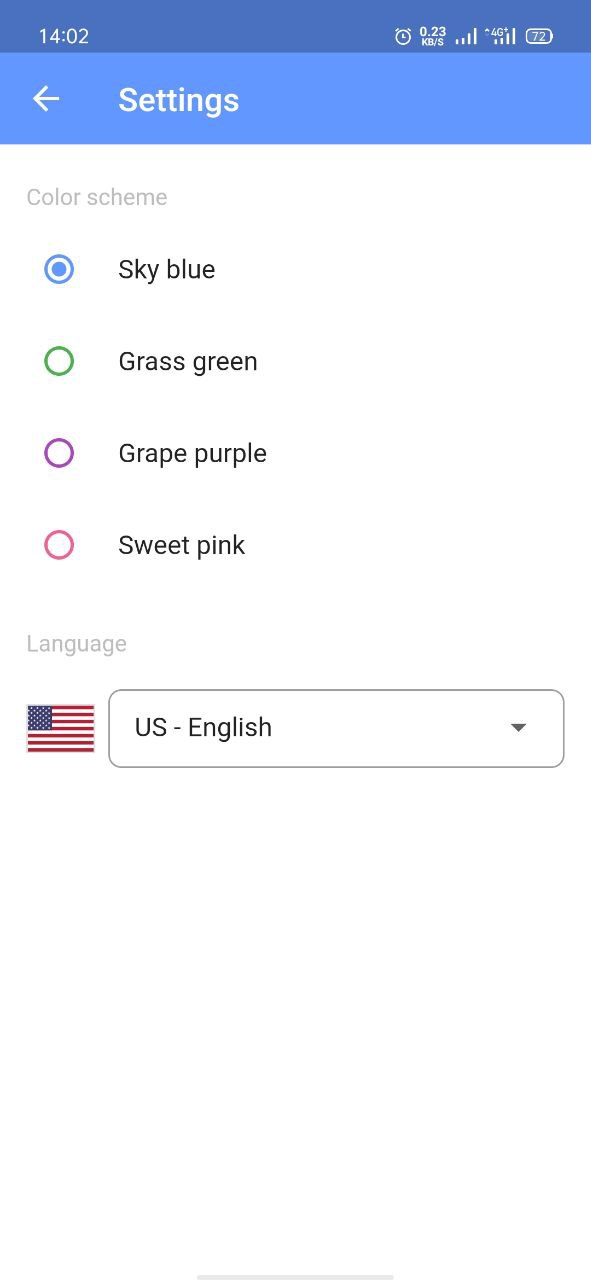 14:02 0.23 KB/S 4G+ 72
Settings
Color scheme
Sky blue
Grass green
Grape purple
Sweet pink
Language
US - English